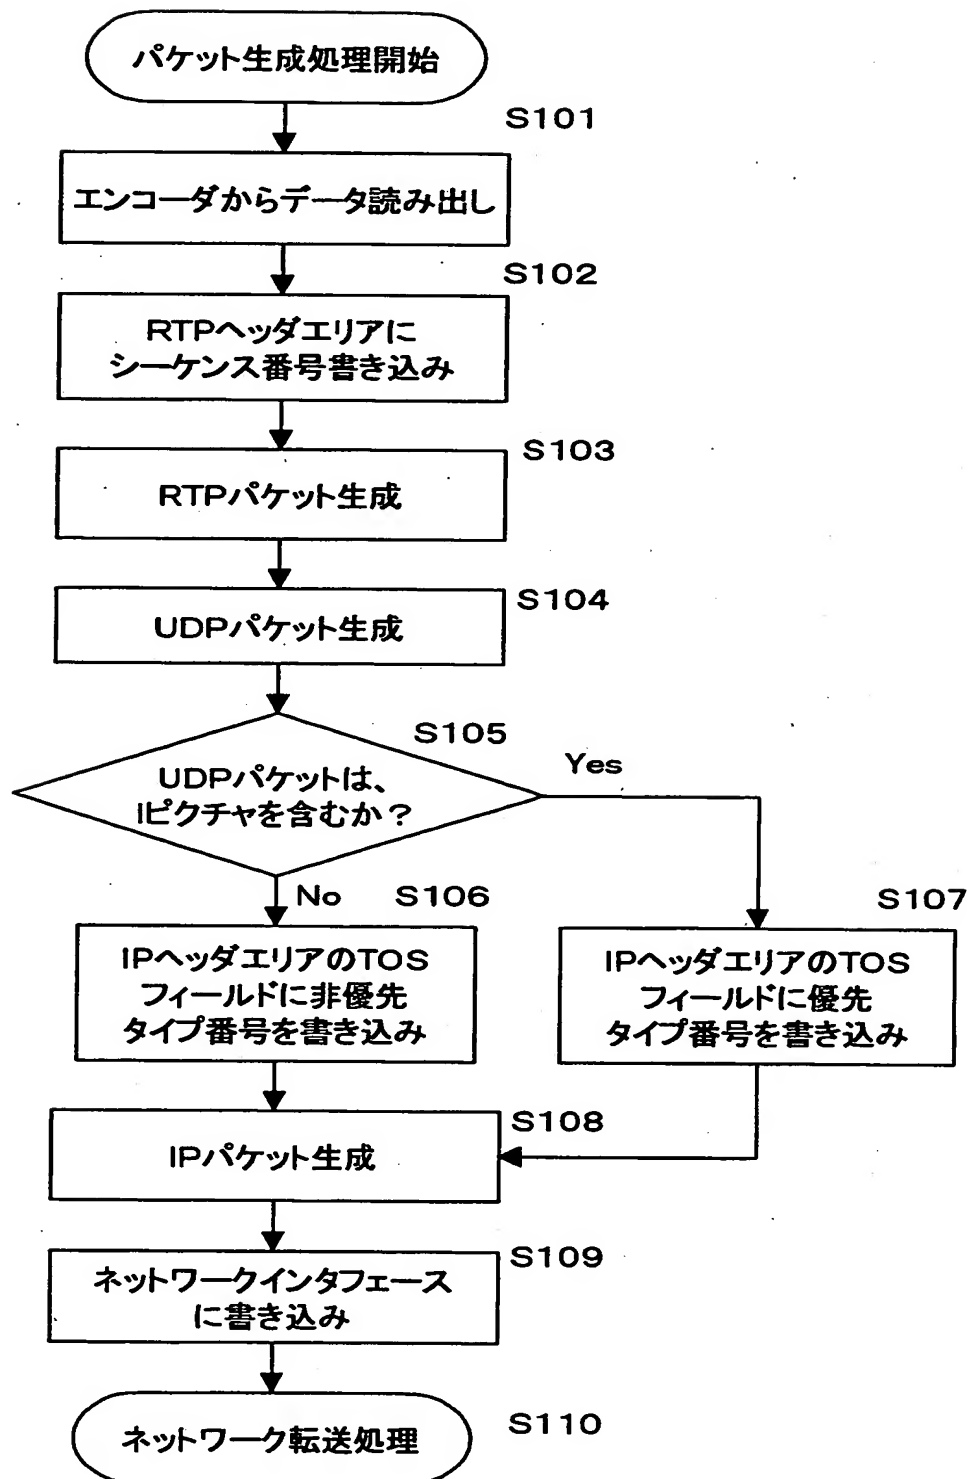 パケット生成処理開始
S101
エンコーダからデータ読み出し
S102
RTPヘッダエリアに
シーケンス番号書き込み
S103
RTPパケット生成
S104
UDPパケット生成
S105
UDPパケットは、
Iピクチャを含むか？
Yes
No
S106
IPヘッダエリアのTOS
フィールドに非優先
タイプ番号を書き込み
S107
IPヘッダエリアのTOS
フィールドに優先
タイプ番号を書き込み
S108
IPパケット生成
S109
ネットワークインタフェース
に書き込み
S110
ネットワーク転送処理